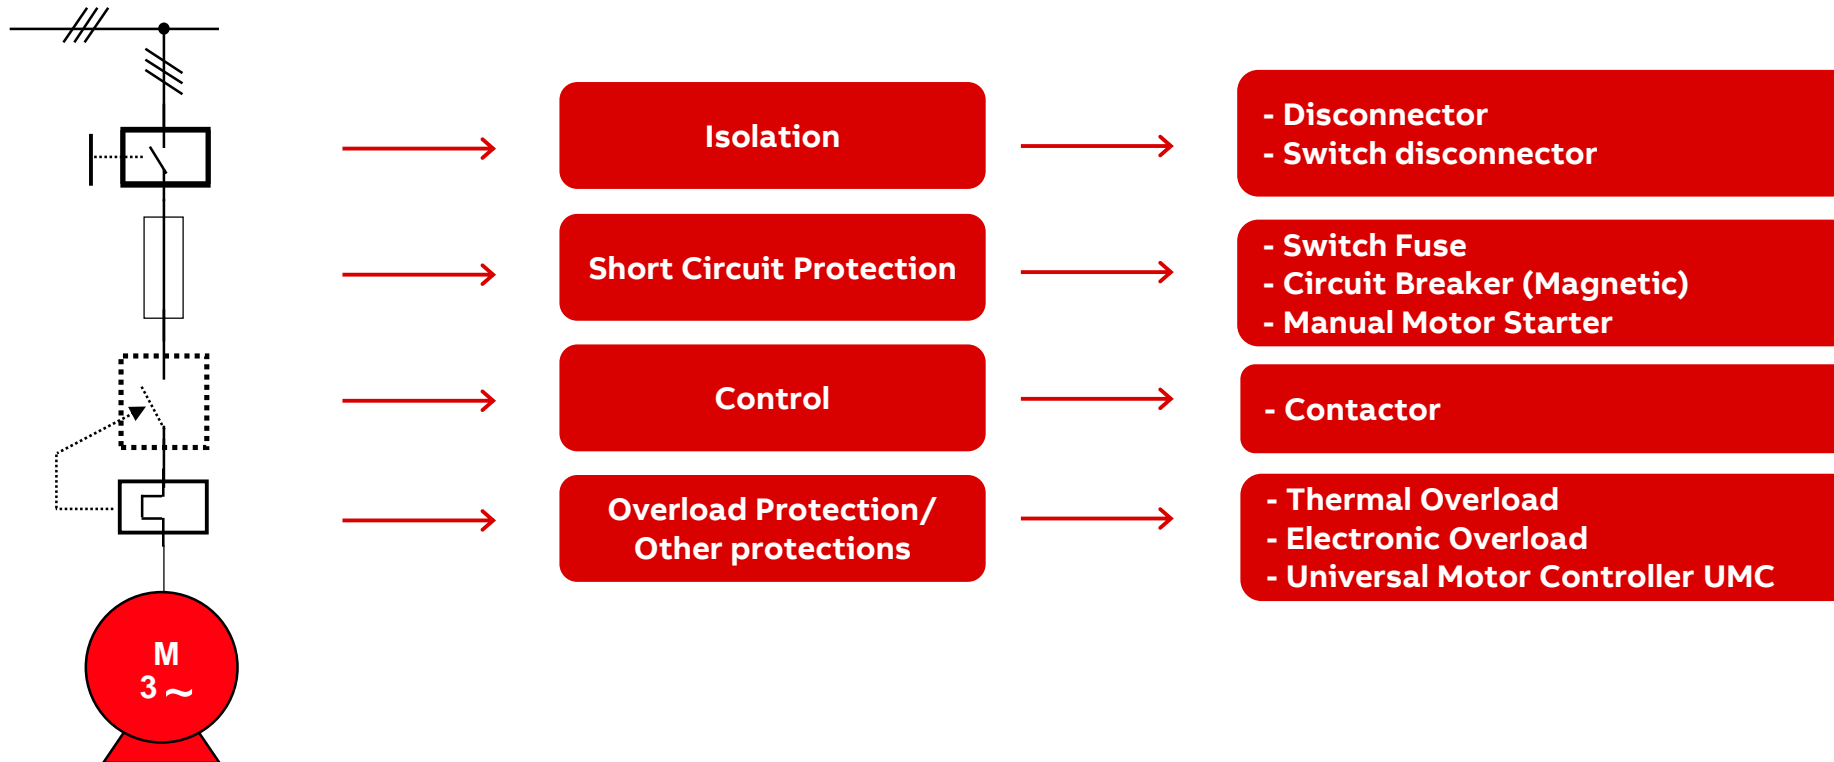 Isolation
- Disconnector
- Switch disconnector
Short Circuit Protection
- Switch Fuse
- Circuit Breaker (Magnetic)
- Manual Motor Starter
Control
- Contactor
Overload Protection/
Other protections
- Thermal Overload
- Electronic Overload
- Universal Motor Controller UMC
M
3 ~